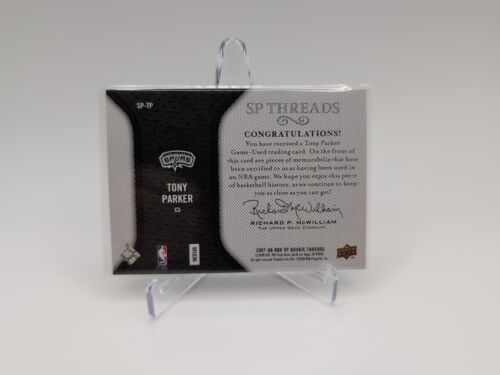 SP-TP
SPURS
TONY
PARKER
G
NBA
SP THREADS
CONGRATULATIONS!
You have received a Tony Parker
Game-Used trading card. On the front of
this card are pieces of memorabilia that have
been certified to us as having been used in
an NBA game. We hope you enjoy this piece
of basketball history, as we continue to keep
you as close as you can get!
Richard McWilliam
RICHARD P. McWILLIAM
THE UPPER DECK COMPANY
2007-08 NBA SP ROOKIE THREADS